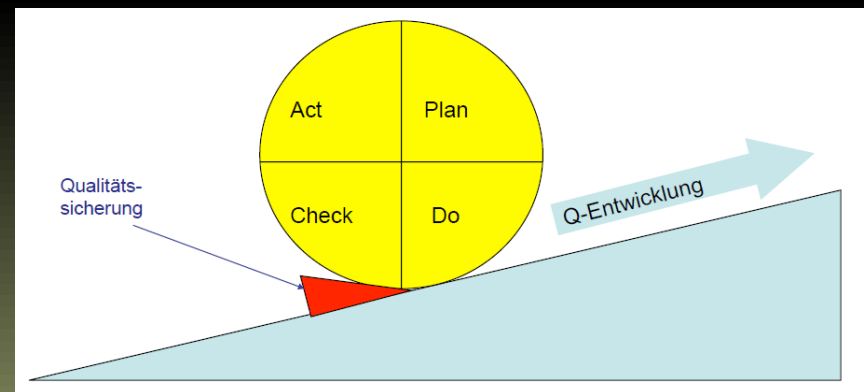 Act
Plan
Qualitäts-
sicherung
Check
Do
Q-Entwicklung